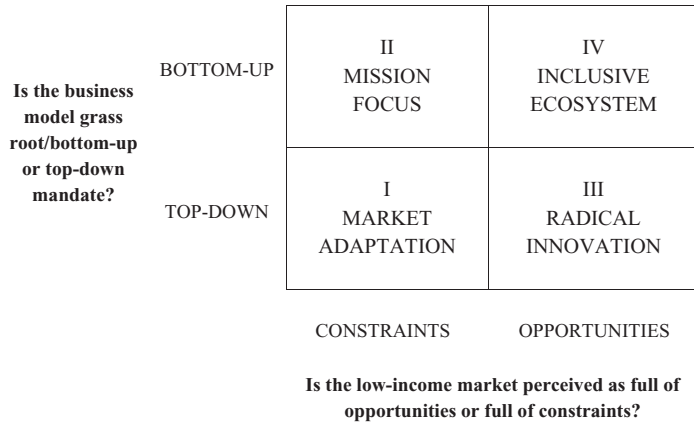 Is the business
model grass
root/bottom-up
or top-down
mandate?
BOTTOM-UP
II
MISSION
FOCUS
IV
INCLUSIVE
ECOSYSTEM
TOP-DOWN
I
MARKET
ADAPTATION
III
RADICAL
INNOVATION
CONSTRAINTS
OPPORTUNITIES
Is the low-income market perceived as full of
opportunities or full of constraints?